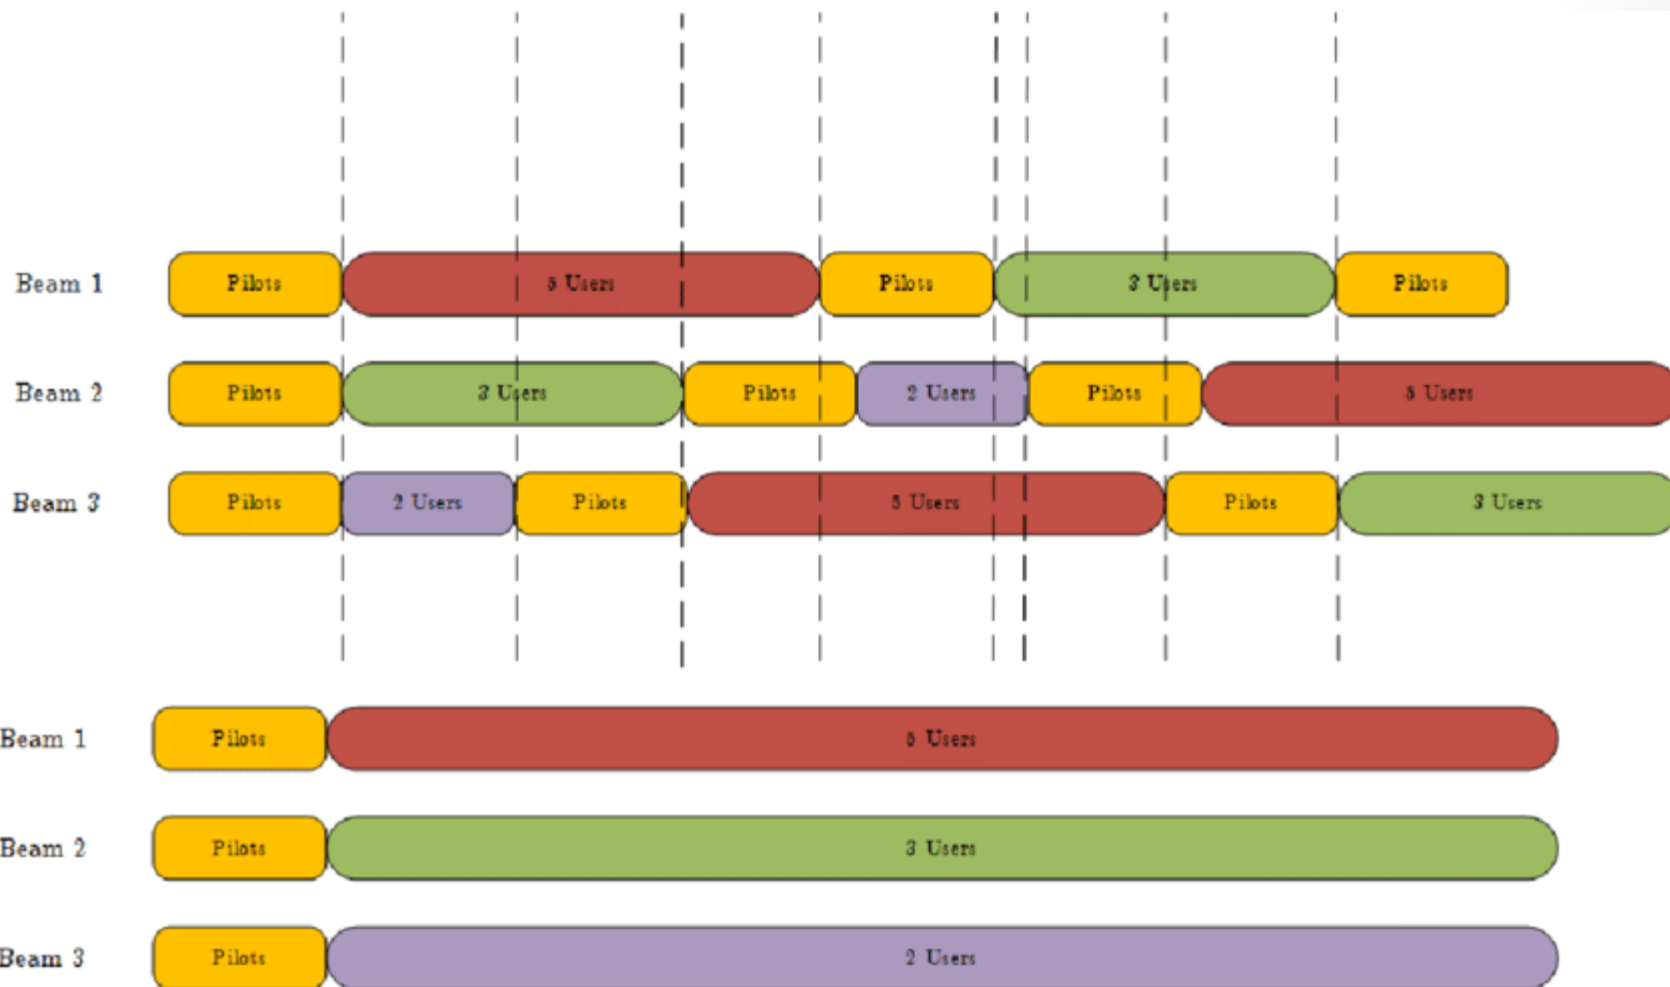 Beam 1 Pilots 5 Users Pilots 3 Users Pilots
Beam 2 Pilots 3 Users Pilots 2 Users Pilots 5 Users
Beam 3 Pilots 2 Users Pilots 5 Users Pilots 3 Users
Beam 1 Pilots 5 Users
Beam 2 Pilots 3 Users
Beam 3 Pilots 2 Users